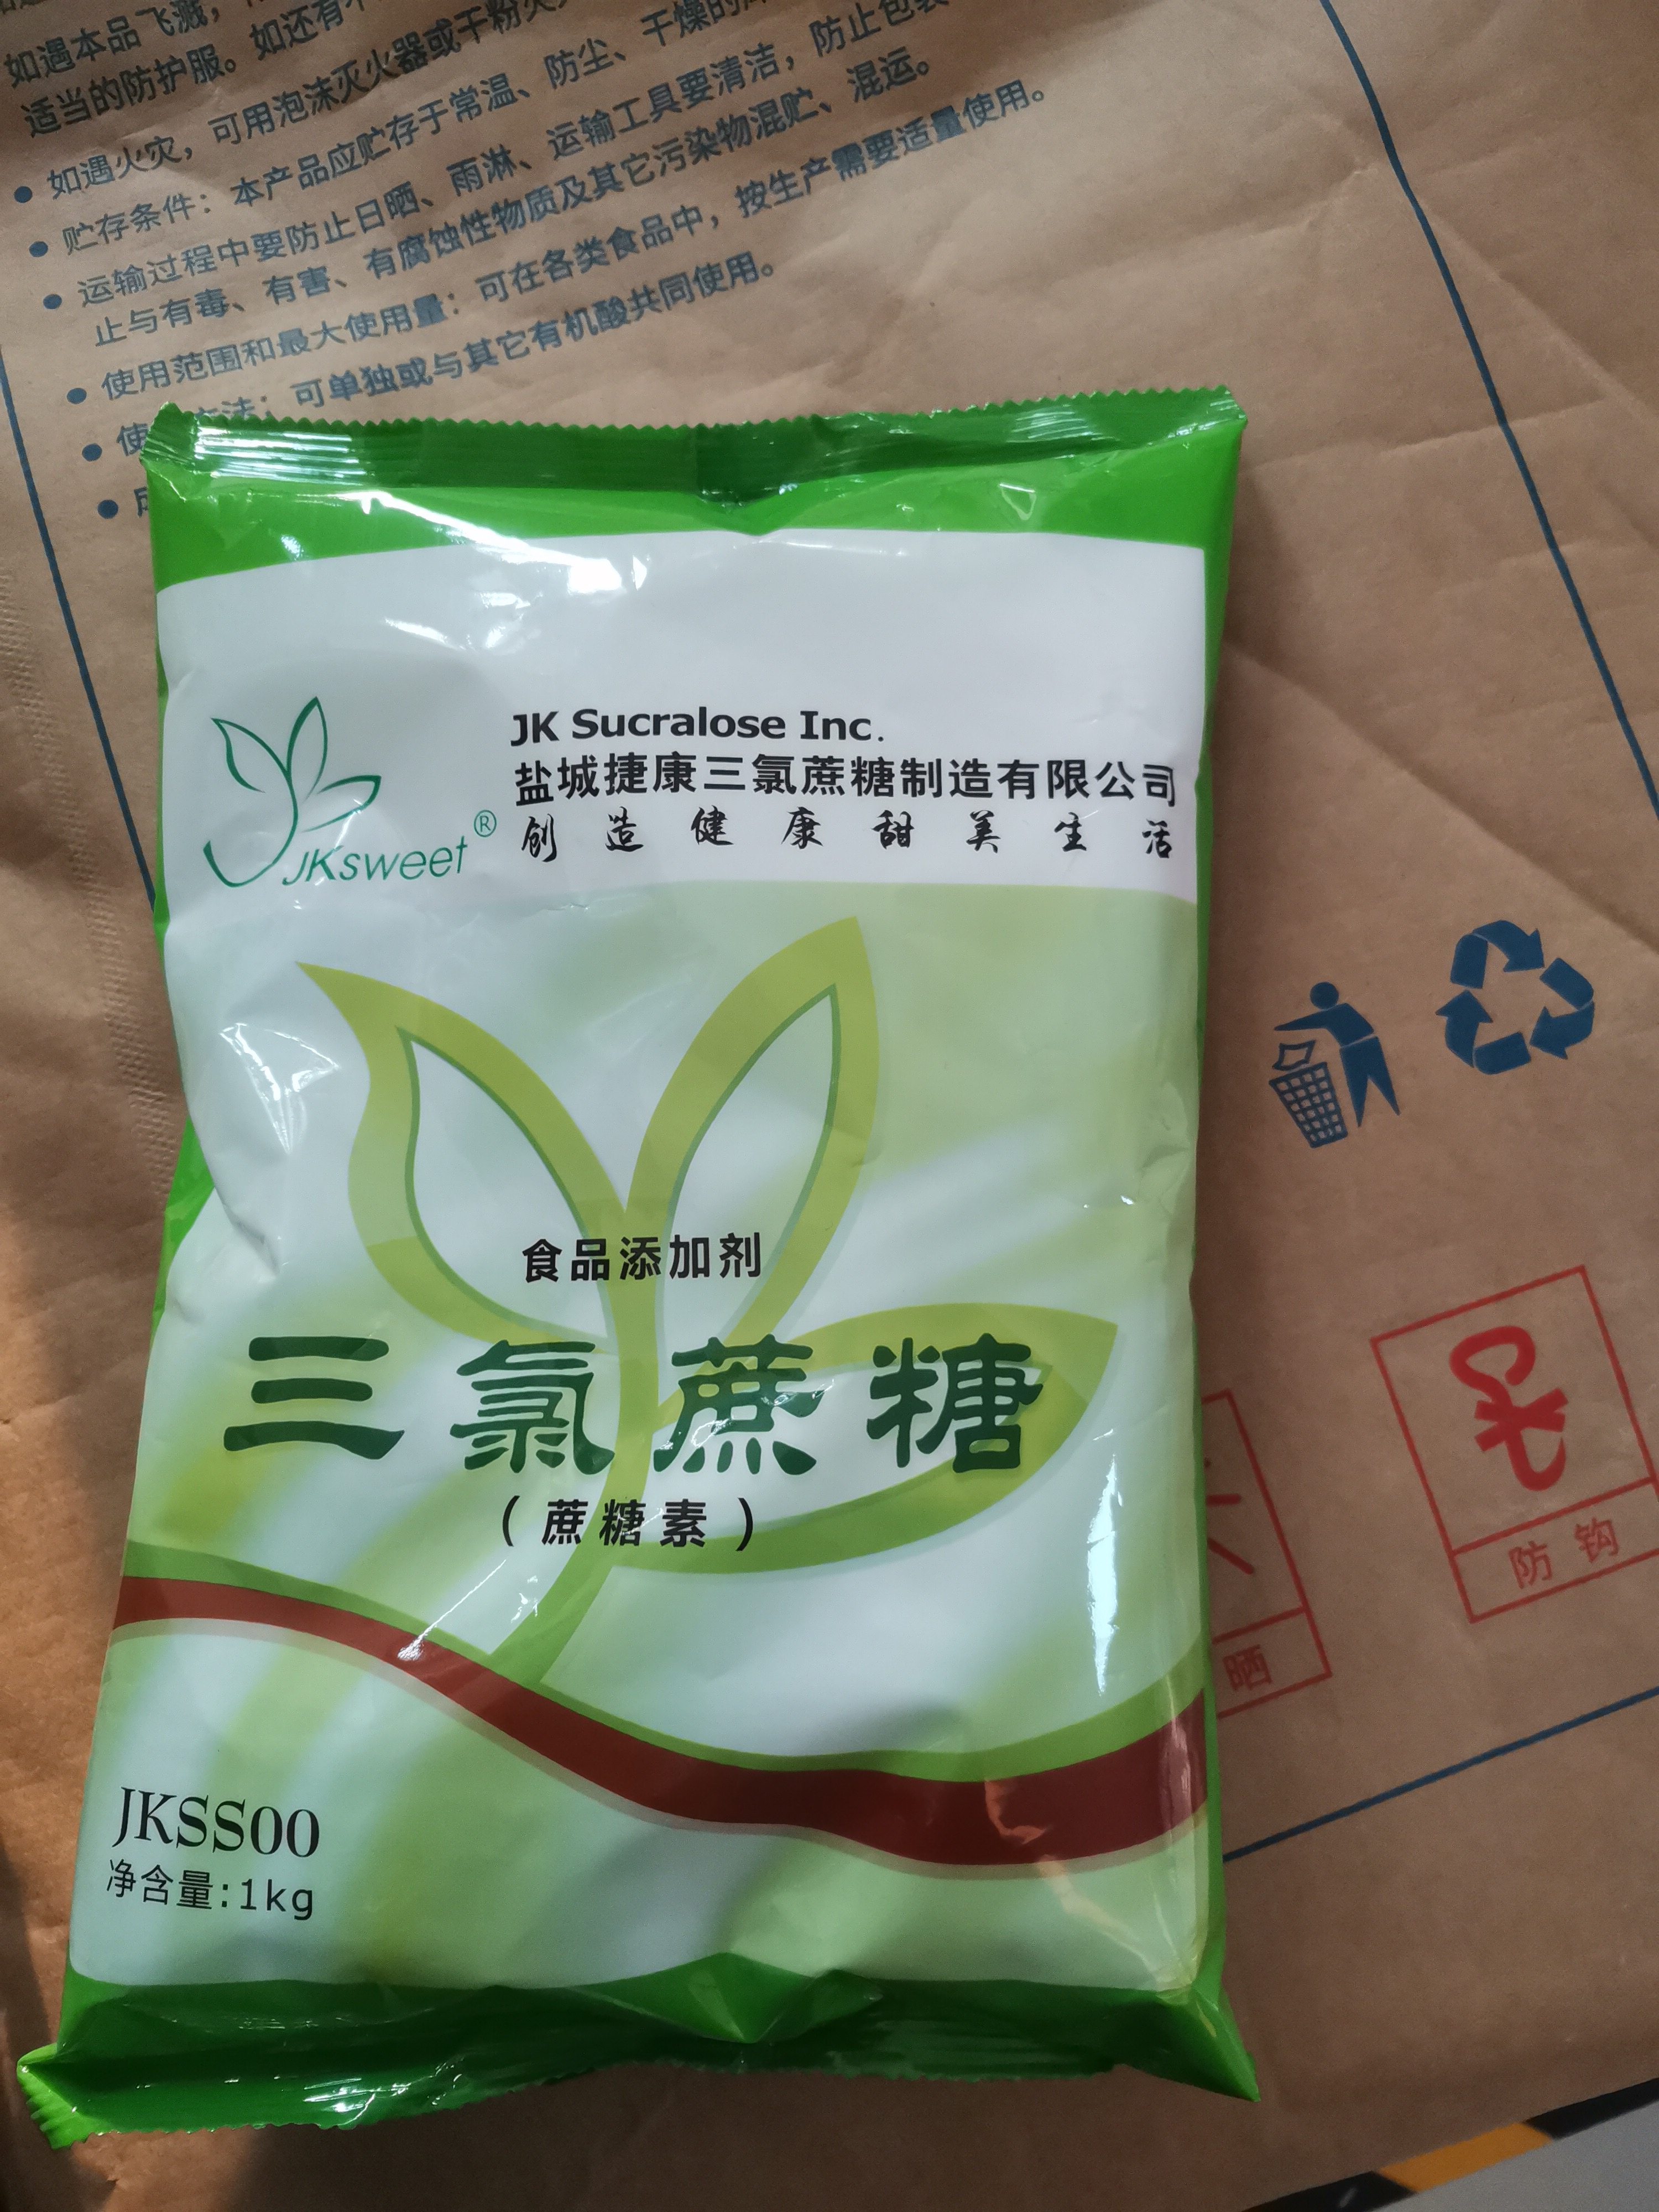 如遇本品飞溅，
适当的防护服。如还有不
如遇火灾，可用泡沫灭火器或干粉灭火
贮存条件：本产品应贮存于常温、防尘、干燥的
运输过程中要防止日晒、雨淋、运输工具要清洁，防止包装
止与有毒、有害、有腐蚀性物质及其它污染物混贮、混运。
使用范围和最大使用量：可在各类食品中，按生产需要适量使用。
使 方法：可单独或与其它有机酸共同使用。
JK Sucralose Inc.
盐城捷康三氯蔗糖制造有限公司
创造健康甜美生活
JKsweet®
食品添加剂
三氯蔗糖
（蔗糖素）
JKSS00
净含量:1kg
防钩
晒